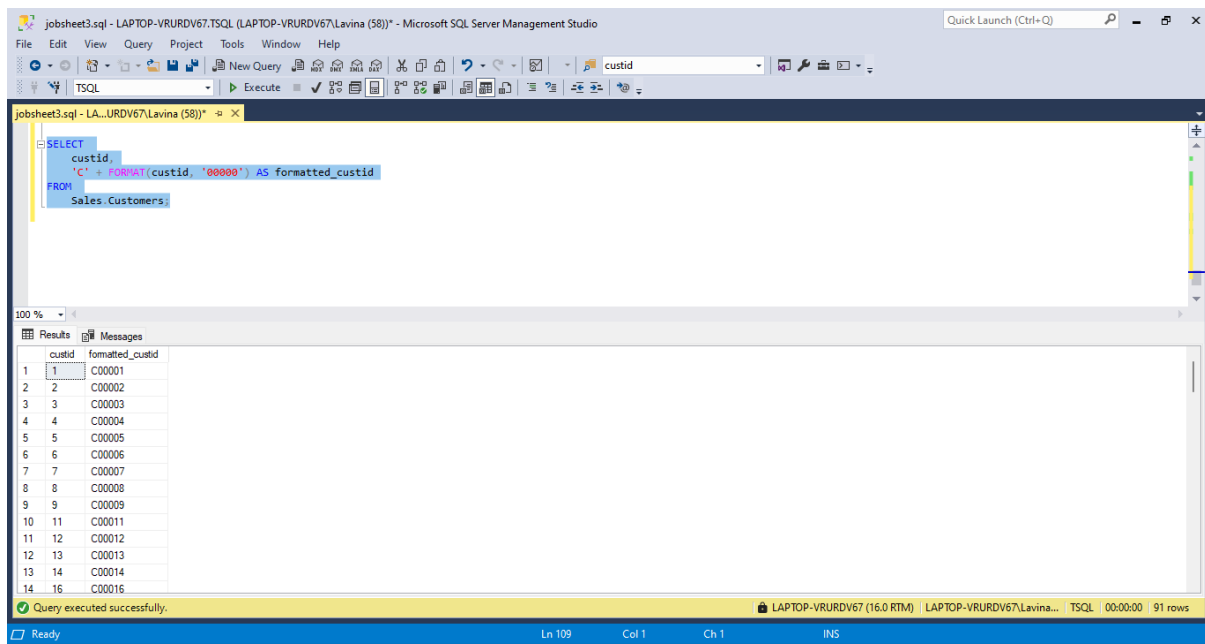 jobsheet3.sql - LAPTOP-VRURDV67.TSQL (LAPTOP-VRURDV67\Lavina (58))* - Microsoft SQL Server Management Studio
Quick Launch (Ctrl+Q)
File Edit View Query Project Tools Window Help
New Query MDX DMX XMLA DAX custid
TSQL Execute
jobsheet3.sql - LA...URDV67\Lavina (58))*
SELECT
custid,
'C' + FORMAT(custid, '00000') AS formatted_custid
FROM
Sales.Customers;
100 %
Results Messages
custid formatted_custid
1 1 C00001
2 2 C00002
3 3 C00003
4 4 C00004
5 5 C00005
6 6 C00006
7 7 C00007
8 8 C00008
9 9 C00009
10 11 C00011
11 12 C00012
12 13 C00013
13 14 C00014
14 16 C00016
Query executed successfully. LAPTOP-VRURDV67 (16.0 RTM) LAPTOP-VRURDV67\Lavina... TSQL 00:00:00 91 rows
Ready Ln 109 Col 1 Ch 1 INS